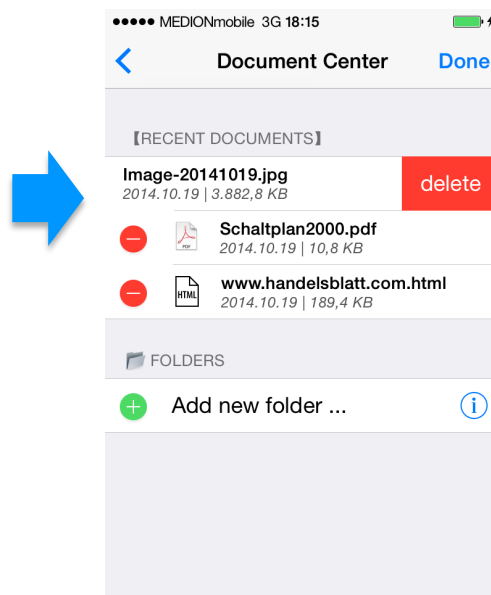 MEDIONmobile 3G 18:15
Document Center Done
【RECENT DOCUMENTS】
Image-20141019.jpg
2014.10.19 | 3.882,8 KB
delete
Schaltplan2000.pdf
2014.10.19 | 10,8 KB
PDF
www.handelsblatt.com.html
2014.10.19 | 189,4 KB
HTML
FOLDERS
Add new folder ...